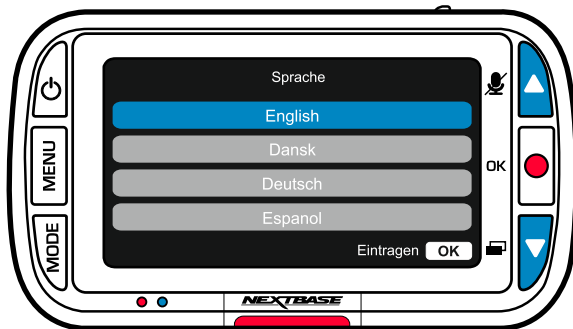 Sprache
English
Dansk
Deutsch
Espanol
Eintragen OK
MENU
MODE
OK
NEXTBASE